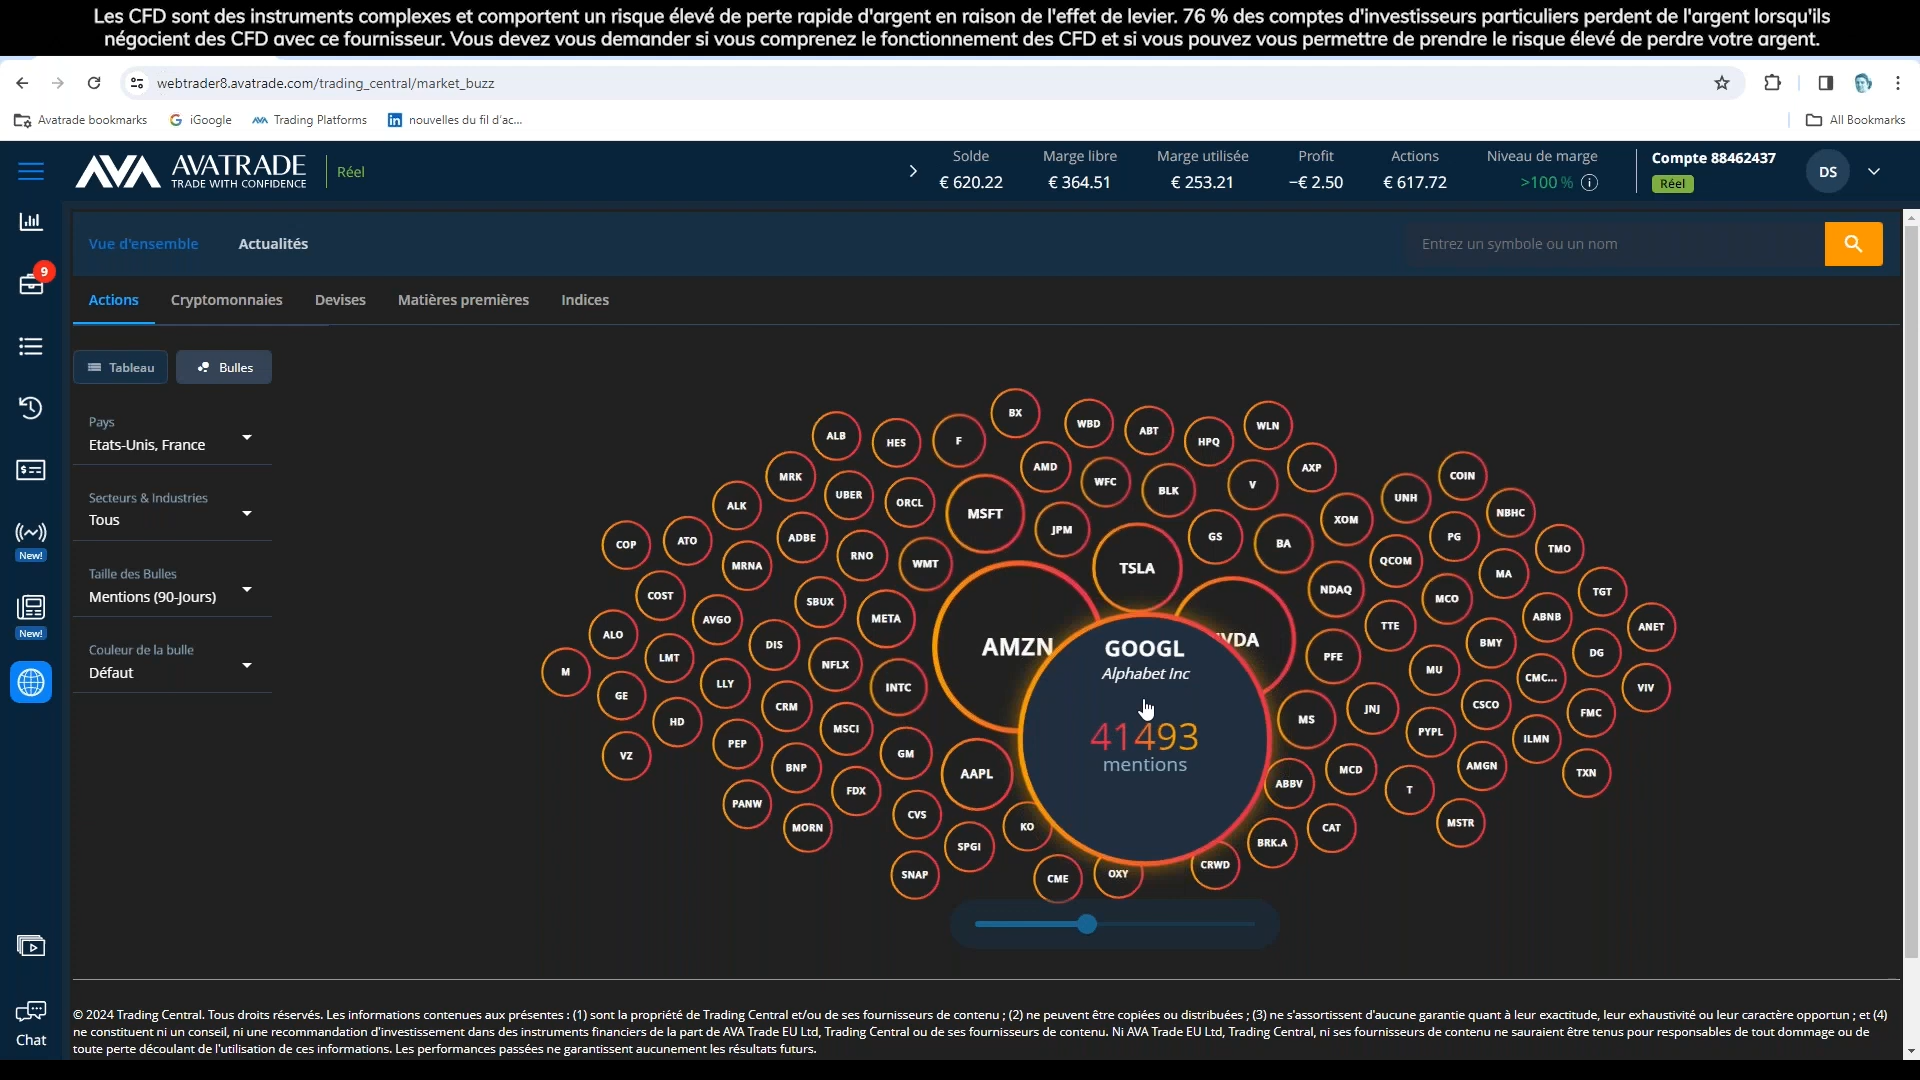 Les CFD sont des instruments complexes et comportent un risque élevé de perte rapide d'argent en raison de l'effet de levier. 76 % des comptes d'investisseurs particuliers perdent de l'argent lorsqu'ils
négocient des CFD avec ce fournisseur. Vous devez vous demander si vous comprenez le fonctionnement des CFD et si vous pouvez vous permettre de prendre le risque élevé de perdre votre argent.
webtrader8.avatrade.com/trading_central/market_buzz
Avatrade bookmarks iGoogle Trading Platforms nouvelles du fil d'ac... All Bookmarks
AVATRADE
TRADE WITH CONFIDENCE
Réel
Solde Marge libre Marge utilisée Profit Actions Niveau de marge
€ 620.22 € 364.51 € 253.21 -€ 2.50 € 617.72 >100 %
Compte 88462437
Réel
DS
9
New!
New!
Chat
Vue d'ensemble Actualités Entrez un symbole ou un nom
Actions Cryptomonnaies Devises Matières premières Indices
Tableau Bulles
Pays
Etats-Unis, France
Secteurs & Industries
Tous
Taille des Bulles
Mentions (90-Jours)
Couleur de la bulle
Défaut
BX
WBD
WLN
ABT
ALB
F
HPQ
HES
AMD
AXP
COIN
MRK
WFC
V
BLK
UBER
UNH
ORCL
ALK
NBHC
MSFT
XOM
JPM
GS
PG
ADBE
ATO
BA
COP
TMO
RNO
QCOM
WMT
MRNA
TSLA
MA
NDAQ
TGT
COST
MCO
SBUX
ABNB
META
AVGO
TTE
ANET
ALO
VDA
BMY
DIS
AMZN
DG
PFE
LMT
NFLX
MU
M
CMC...
LLY
INTC
VIV
GE
CSCO
CRM
JNJ
FMC
MS
HD
MSCI
PYPL
ILMN
PEP
GM
VZ
AMGN
BNP
MCD
TXN
AAPL
ABBV
T
FDX
PANW
CVS
MSTR
KO
MORN
CAT
BRK.A
SPGI
CRWD
OXY
SNAP
CME
GOOGL
Alphabet Inc
41493
mentions
© 2024 Trading Central. Tous droits réservés. Les informations contenues aux présentes : (1) sont la propriété de Trading Central et/ou de ses fournisseurs de contenu ; (2) ne peuvent être copiées ou distribuées ; (3) ne s'assortissent d'aucune garantie quant à leur exactitude, leur exhaustivité ou leur caractère opportun ; et (4)
ne constituent ni un conseil, ni une recommandation d'investissement dans des instruments financiers de la part de AVA Trade EU Ltd, Trading Central ou de ses fournisseurs de contenu. Ni AVA Trade EU Ltd, Trading Central, ni ses fournisseurs de contenu ne sauraient être tenus pour responsables de tout dommage ou de
toute perte découlant de l'utilisation de ces informations. Les performances passées ne garantissent aucunement les résultats futurs.